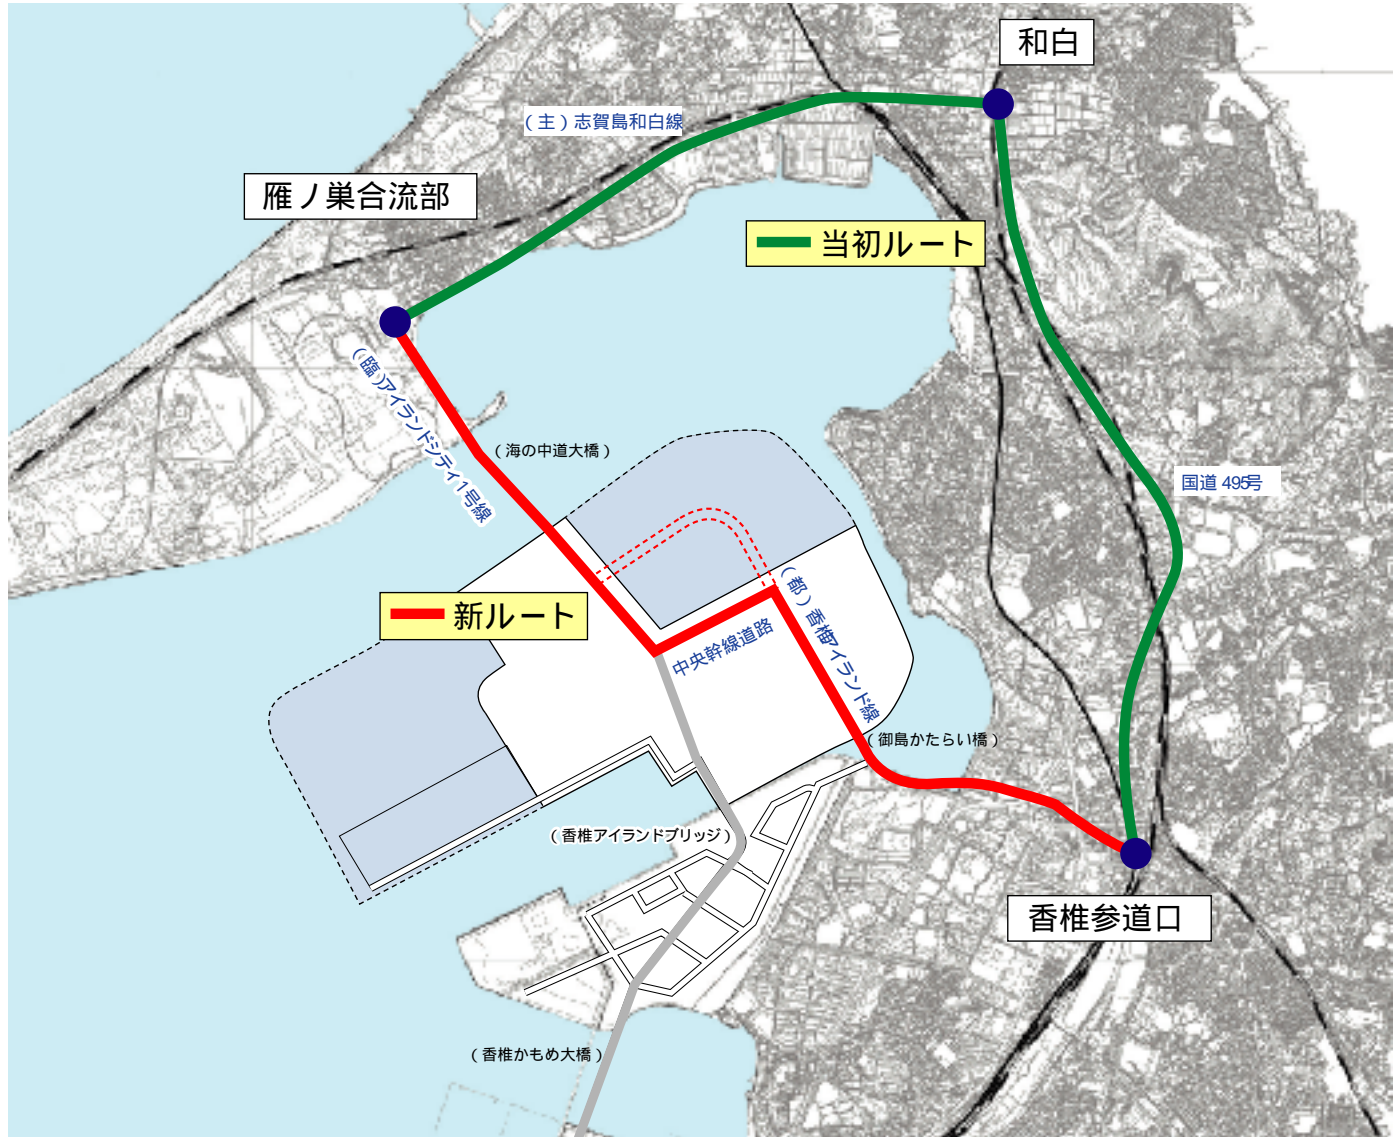 和白
(主)志賀島和白線
雁ノ巣合流部
当初ルート
(臨)アイランドシティ1号線
(海の中道大橋)
国道 495号
新ルート
中央幹線道路
(都)香椎アイランド線
(御島かたらい橋)
(香椎アイランドブリッジ)
香椎参道口
(香椎かもめ大橋)